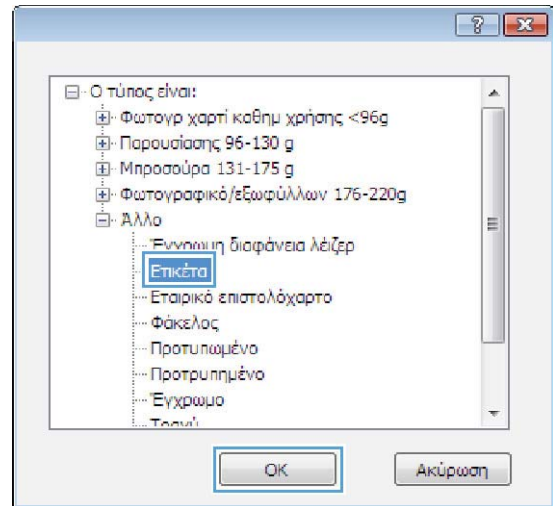 Ο τύπος είναι:
Φωτογρ χαρτί καθημ χρήσης <96g
Παρουσίασης 96-130 g
Μπροσούρα 131-175 g
Φωτογραφικό/εξωφύλλων 176-220g
Άλλο
Έγχρωμη διαφάνεια λέιζερ
Ετικέτα
Εταιρικό επιστολόχαρτο
Φάκελος
Προτυπωμένο
Προτρυπημένο
Έγχρωμο
Τραχύ
OK
Ακύρωση